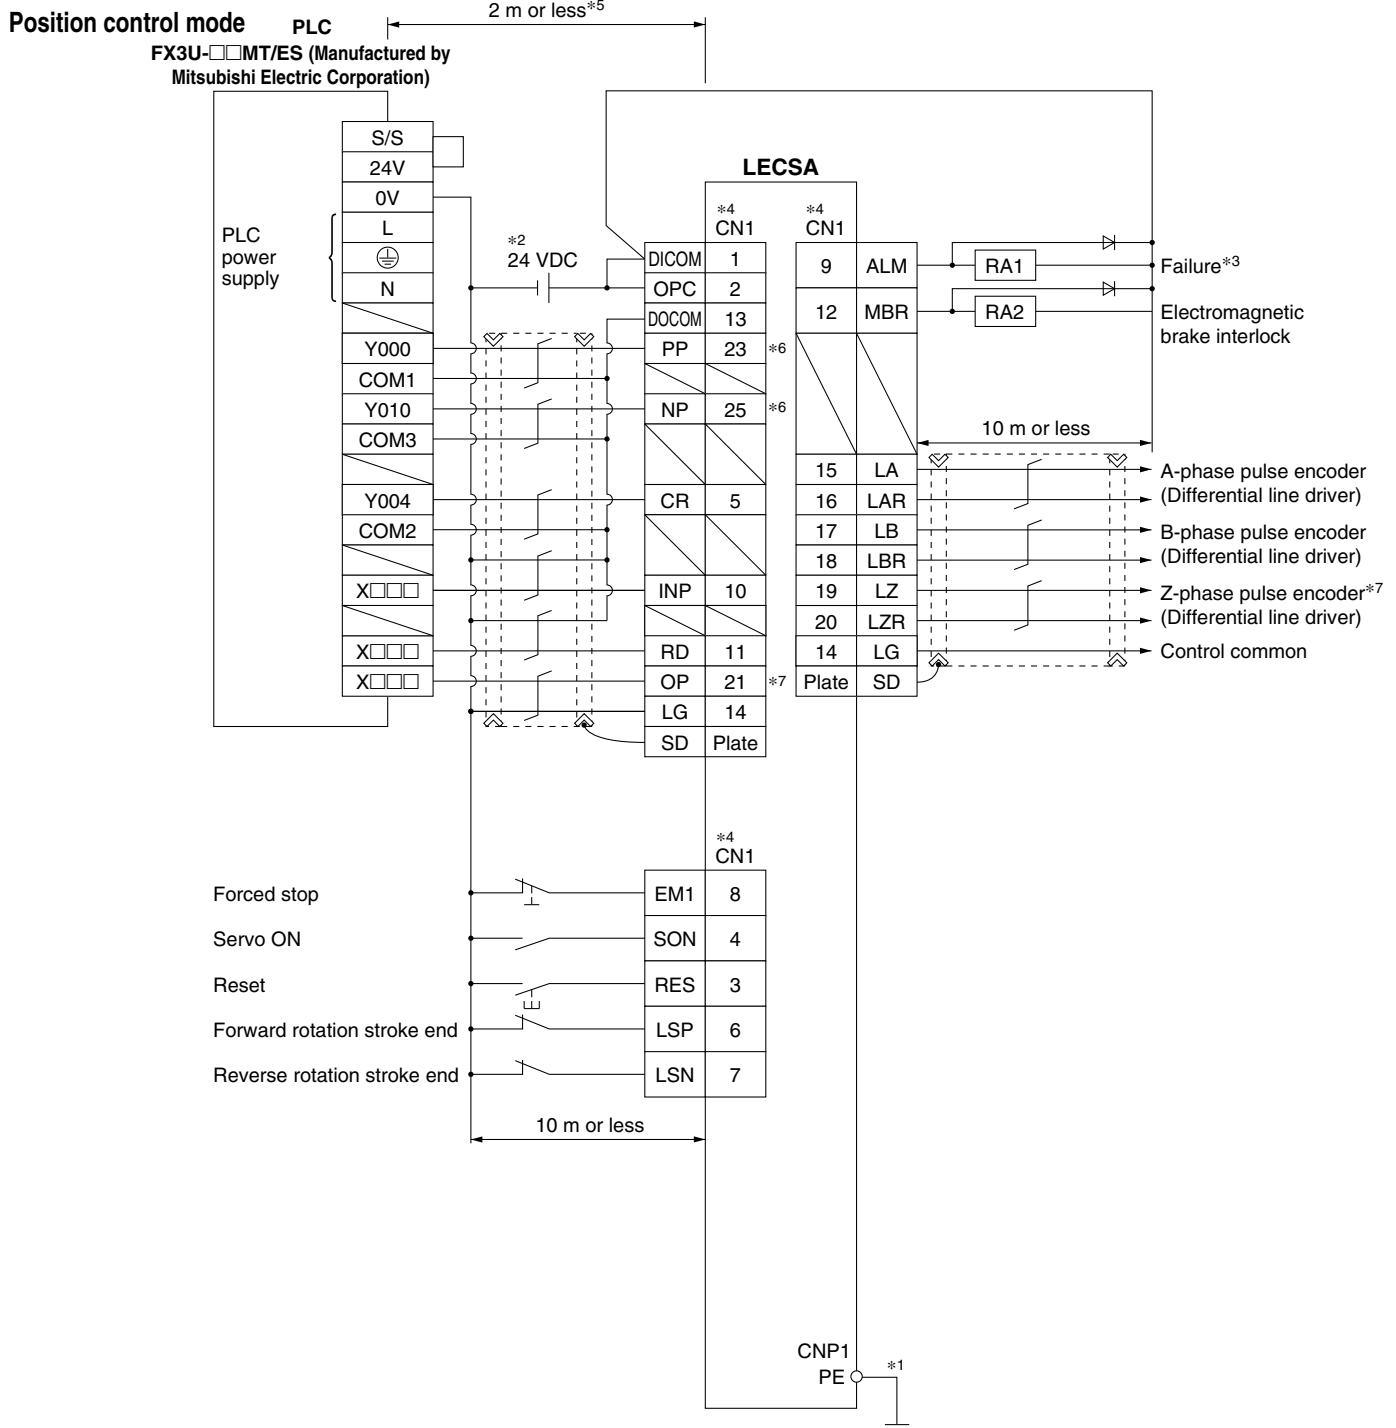 Position control mode
PLC
2 m or less*5
FX3U-□□MT/ES (Manufactured by
Mitsubishi Electric Corporation)
S/S
24V
0V
L
N
PLC
power
supply
Y000
COM1
Y010
COM3
Y004
COM2
X□□□
X□□□
X□□□
*2
24 VDC
LECSA
*4
CN1
*4
CN1
DICOM 1
OPC 2
DOCOM 13
PP 23 *6
NP 25 *6
CR 5
INP 10
RD 11
OP 21 *7
LG 14
SD Plate
9 ALM
RA1
Failure*3
12 MBR
RA2
Electromagnetic
brake interlock
10 m or less
15 LA
A-phase pulse encoder
16 LAR
(Differential line driver)
17 LB
B-phase pulse encoder
18 LBR
(Differential line driver)
19 LZ
Z-phase pulse encoder*7
20 LZR
(Differential line driver)
14 LG
Control common
Plate SD
*4
CN1
Forced stop
EM1 8
Servo ON
SON 4
Reset
RES 3
Forward rotation stroke end
LSP 6
Reverse rotation stroke end
LSN 7
10 m or less
CNP1
PE
*1